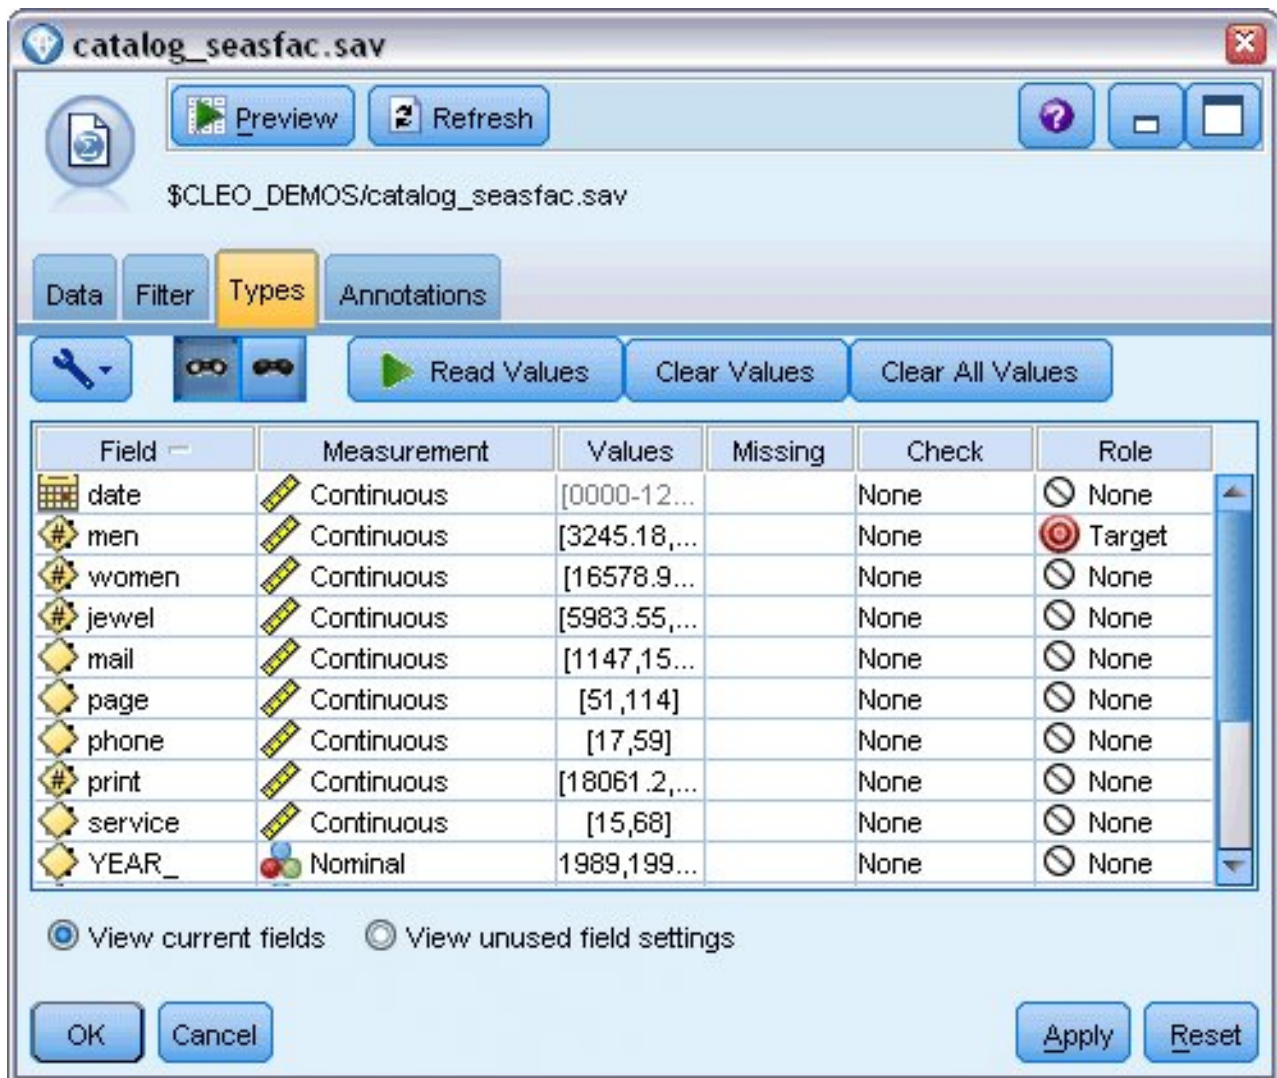 catalog_seasfac.sav
Preview Refresh
$CLEO_DEMOS/catalog_seasfac.sav
Data Filter Types Annotations
Read Values Clear Values Clear All Values
Field Measurement Values Missing Check Role
date Continuous [0000-12... None None
# men Continuous [3245.18,... None Target
# women Continuous [16578.9... None None
# jewel Continuous [5983.55,... None None
mail Continuous [1147,15... None None
page Continuous [51,114] None None
phone Continuous [17,59] None None
# print Continuous [18061.2,... None None
service Continuous [15,68] None None
YEAR_ Nominal 1989,199... None None
View current fields View unused field settings
OK Cancel Apply Reset